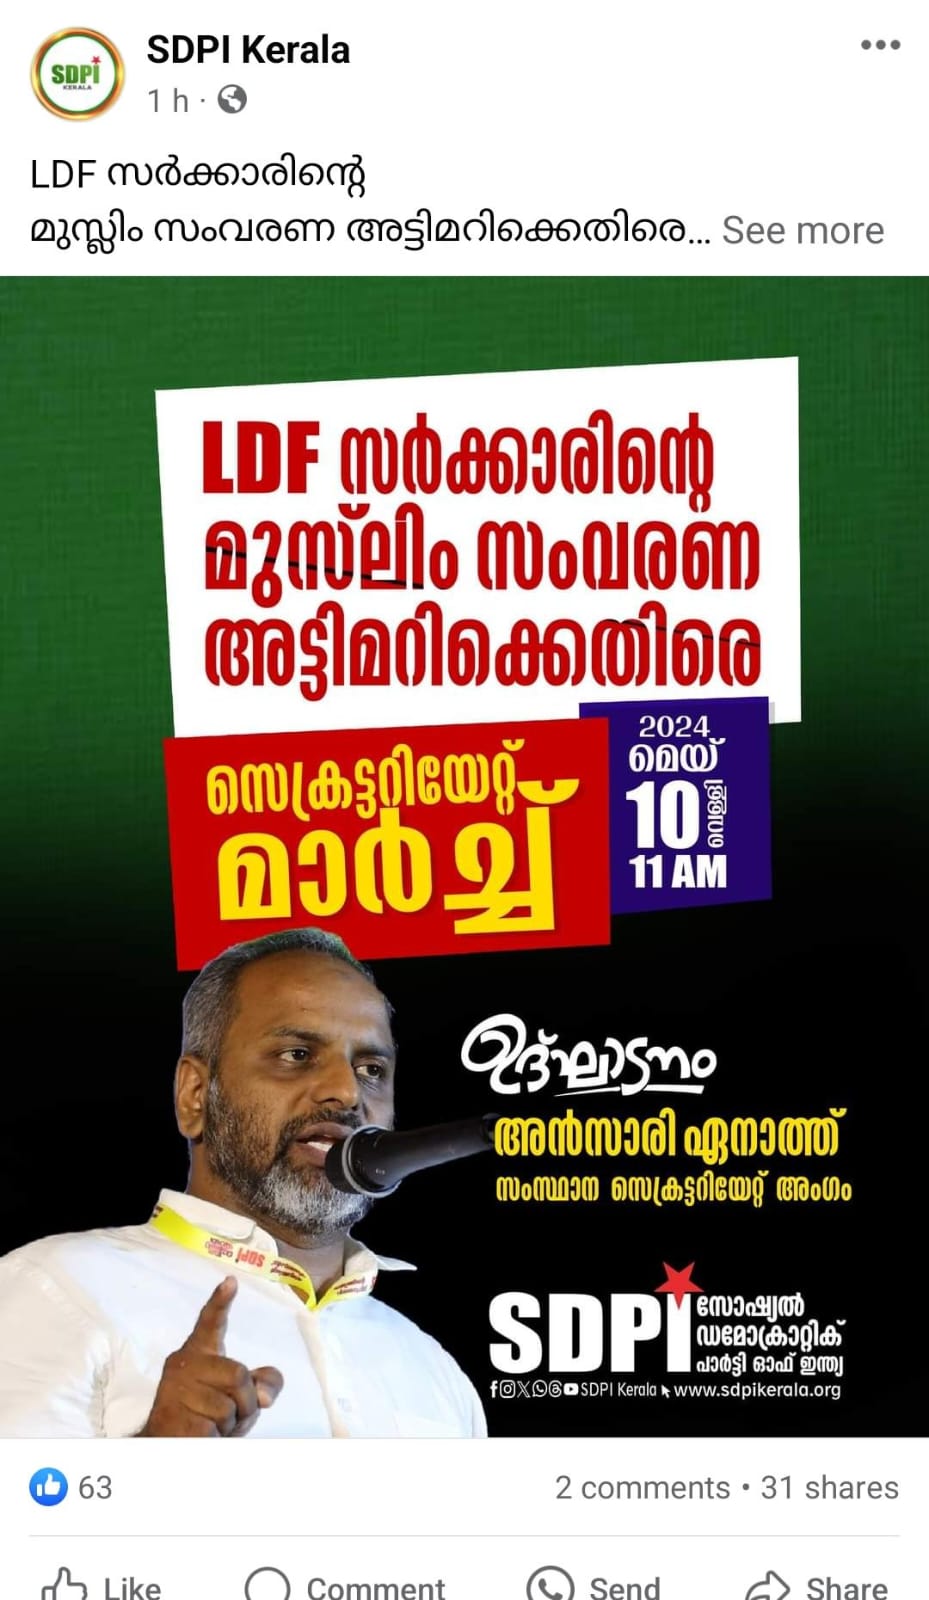 SDPI Kerala
SDPI
KERALA
1 h ·
LDF സർക്കാരിന്റെ
മുസ്ലിം സംവരണ അട്ടിമറിക്കെതിരെ... See more
LDF സർക്കാരിന്റെ
മുസ്‌ലിം സംവരണ
അട്ടിമറിക്കെതിരെ
സെക്രട്ടറിയേറ്റ്
മാർച്ച്
2024
മെയ്
10 വെള്ളി
11 AM
ഉദ്ഘാടനം
അൻസാരി ഏനാത്ത്
സംസ്ഥാന സെക്രട്ടറിയേറ്റ് അംഗം
SDPI
SDPI
സോഷ്യൽ
ഡമോക്രാറ്റിക്
പാർട്ടി ഓഫ് ഇന്ത്യ
SDPI Kerala www.sdpikerala.org
63
2 comments • 31 shares
Like Comment Send Share